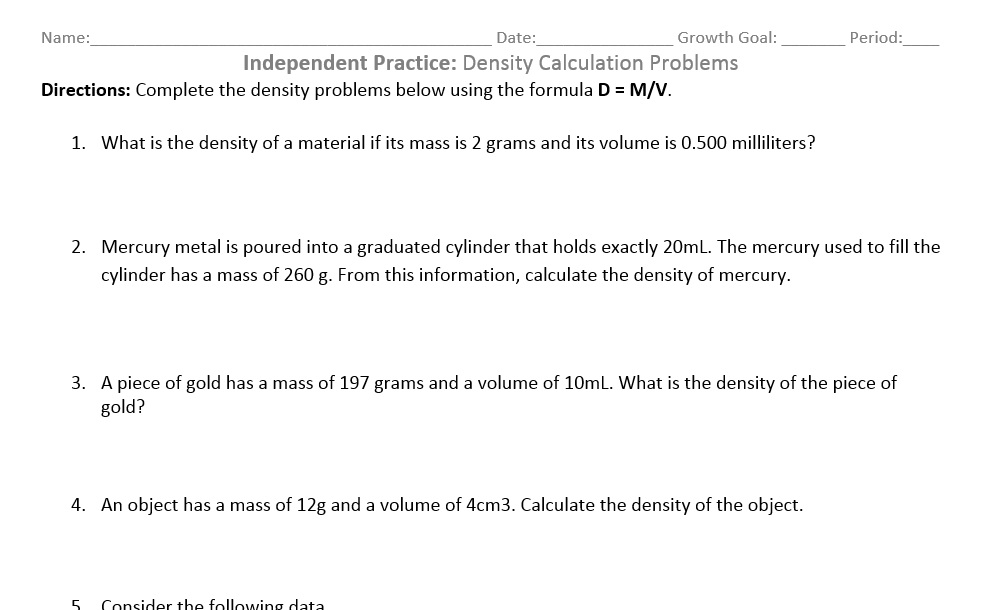 Name:___________________________________________ Date:_______________ Growth Goal: _______ Period:____
Independent Practice: Density Calculation Problems
Directions: Complete the density problems below using the formula D = M/V.
1. What is the density of a material if its mass is 2 grams and its volume is 0.500 milliliters?
2. Mercury metal is poured into a graduated cylinder that holds exactly 20mL. The mercury used to fill the
cylinder has a mass of 260 g. From this information, calculate the density of mercury.
3. A piece of gold has a mass of 197 grams and a volume of 10mL. What is the density of the piece of
gold?
4. An object has a mass of 12g and a volume of 4cm3. Calculate the density of the object.
5. Consider the following data